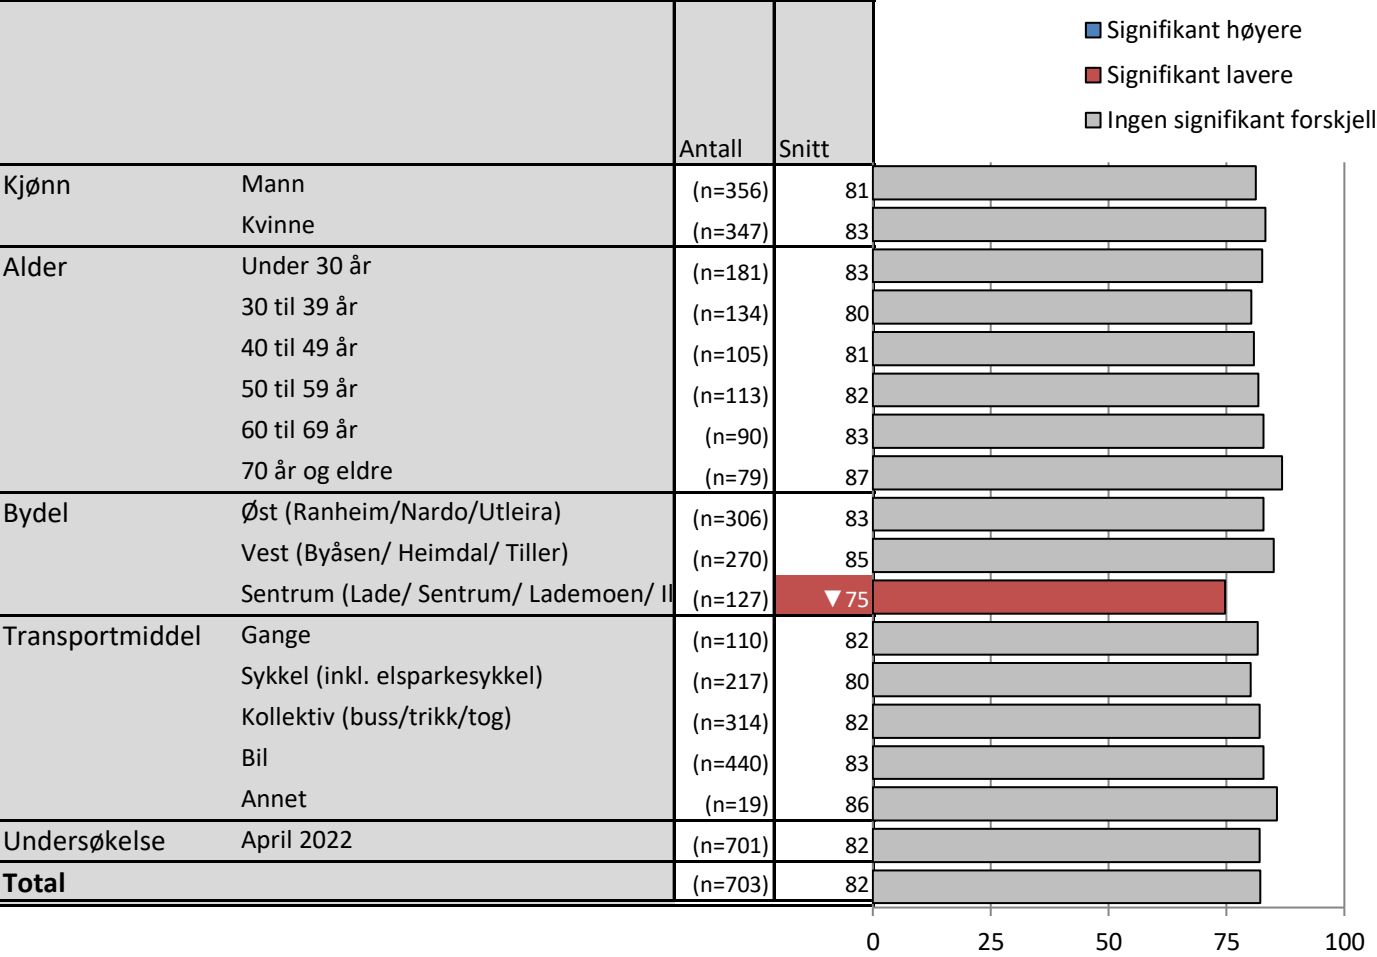 Signifikant høyere
Signifikant lavere
Ingen signifikant forskjell
Antall Snitt
Kjønn Mann (n=356) 81
Kvinne (n=347) 83
Alder Under 30 år (n=181) 83
30 til 39 år (n=134) 80
40 til 49 år (n=105) 81
50 til 59 år (n=113) 82
60 til 69 år (n=90) 83
70 år og eldre (n=79) 87
Bydel Øst (Ranheim/Nardo/Utleira) (n=306) 83
Vest (Byåsen/ Heimdal/ Tiller) (n=270) 85
Sentrum (Lade/ Sentrum/ Lademoen/ Il (n=127) ▼75
Transportmiddel Gange (n=110) 82
Sykkel (inkl. elsparkesykkel) (n=217) 80
Kollektiv (buss/trikk/tog) (n=314) 82
Bil (n=440) 83
Annet (n=19) 86
Undersøkelse April 2022 (n=701) 82
Total (n=703) 82
0 25 50 75 100